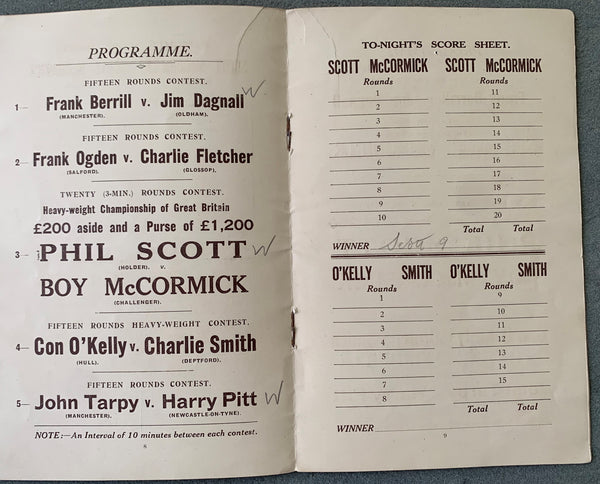 PROGRAMME.
FIFTEEN ROUNDS CONTEST.
1— Frank Berrill v. Jim Dagnall W
(MANCHESTER). (OLDHAM).
FIFTEEN ROUNDS CONTEST.
2— Frank Ogden v. Charlie Fletcher
(SALFORD). (GLOSSOP).
TWENTY (3-MIN.) ROUNDS CONTEST.
Heavy-weight Championship of Great Britain
£200 aside and a Purse of £1,200
3— PHIL SCOTT W
(HOLDER). v.
BOY McCORMICK
(CHALLENGER).
FIFTEEN ROUNDS HEAVY-WEIGHT CONTEST.
4— Con O'Kelly v. Charlie Smith
(HULL). (DEPTFORD).
FIFTEEN ROUNDS CONTEST.
5— John Tarpy v. Harry Pitt W
(MANCHESTER). (NEWCASTLE-ON-TYNE).
NOTE:—An Interval of 10 minutes between each contest.
8
TO-NIGHT'S SCORE SHEET.
SCOTT McCORMICK SCOTT McCORMICK
Rounds Rounds
1 11
2 12
3 13
4 14
5 15
6 16
7 17
8 18
9 19
10 20
Total Total
WINNER Scott 9
O'KELLY SMITH O'KELLY SMITH
Rounds Rounds
1 9
2 10
3 11
4 12
5 13
6 14
7 15
8
Total Total
WINNER
9